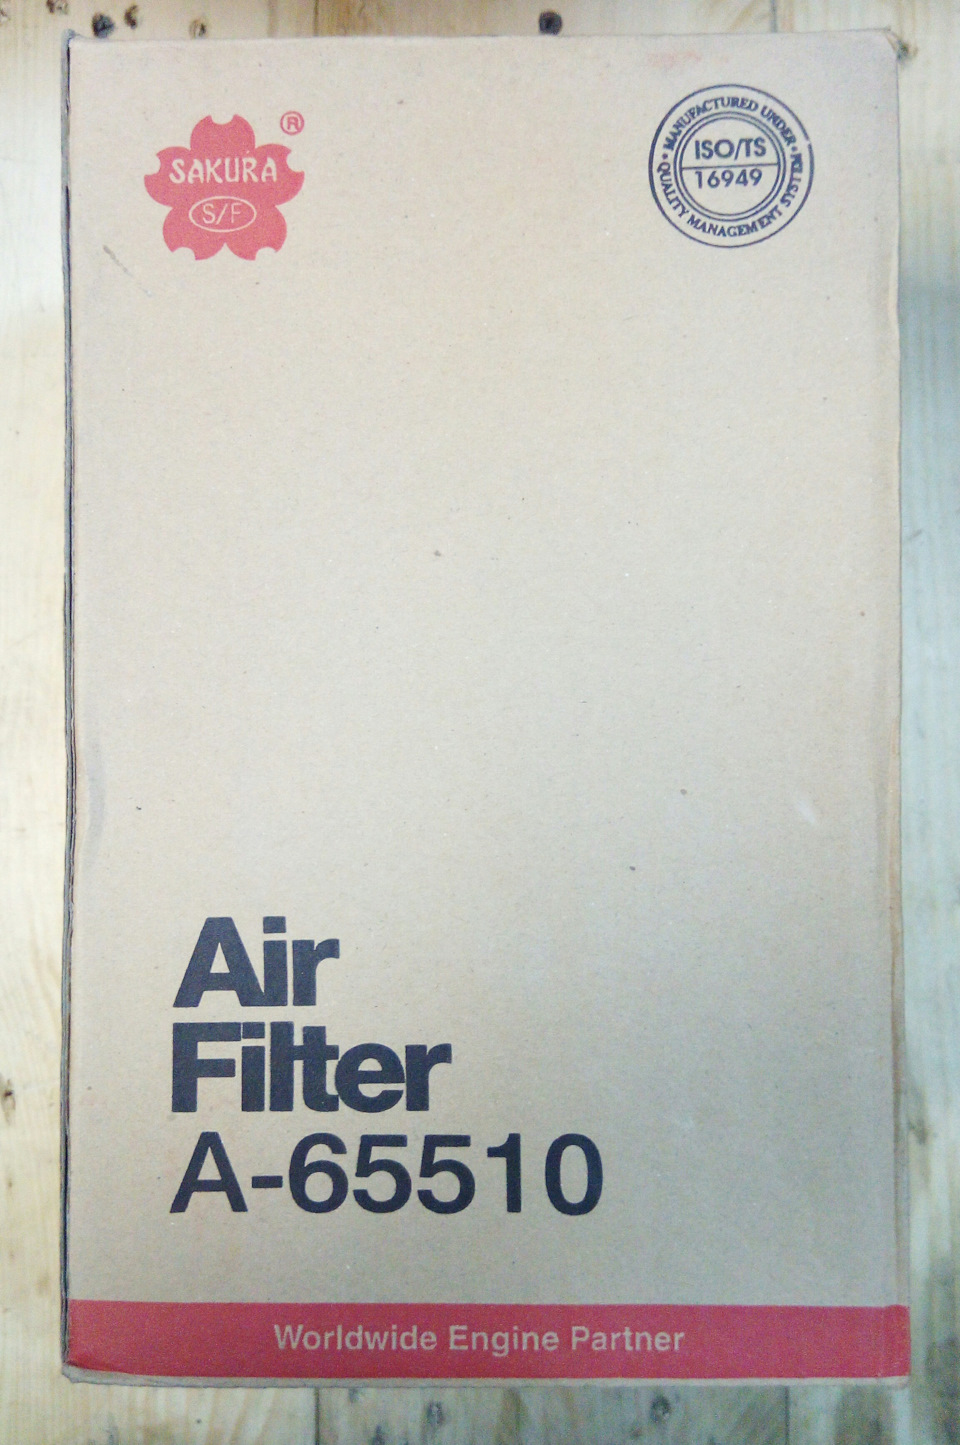 ®
SAKURA
S/F
MANUFACTURED UNDER
ISO/TS
16949
QUALITY MANAGEMENT SYSTEM
Air
Filter
A-65510
Worldwide Engine Partner